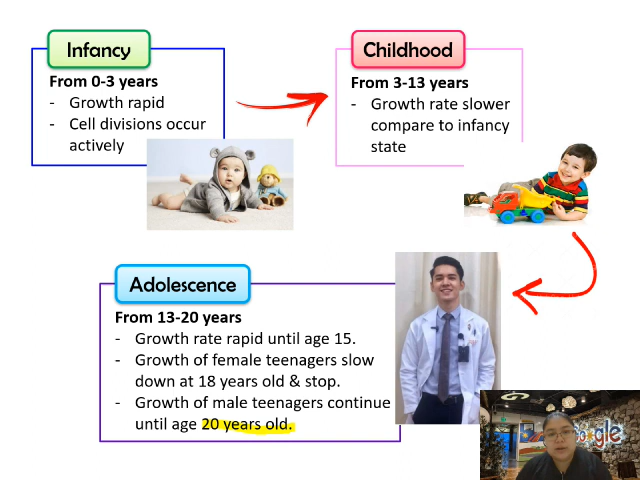 Infancy
From 0-3 years
- Growth rapid
- Cell divisions occur
actively
Childhood
From 3-13 years
- Growth rate slower
compare to infancy
state
Adolescence
From 13-20 years
- Growth rate rapid until age 15.
- Growth of female teenagers slow
down at 18 years old & stop.
- Growth of male teenagers continue
until age 20 years old.